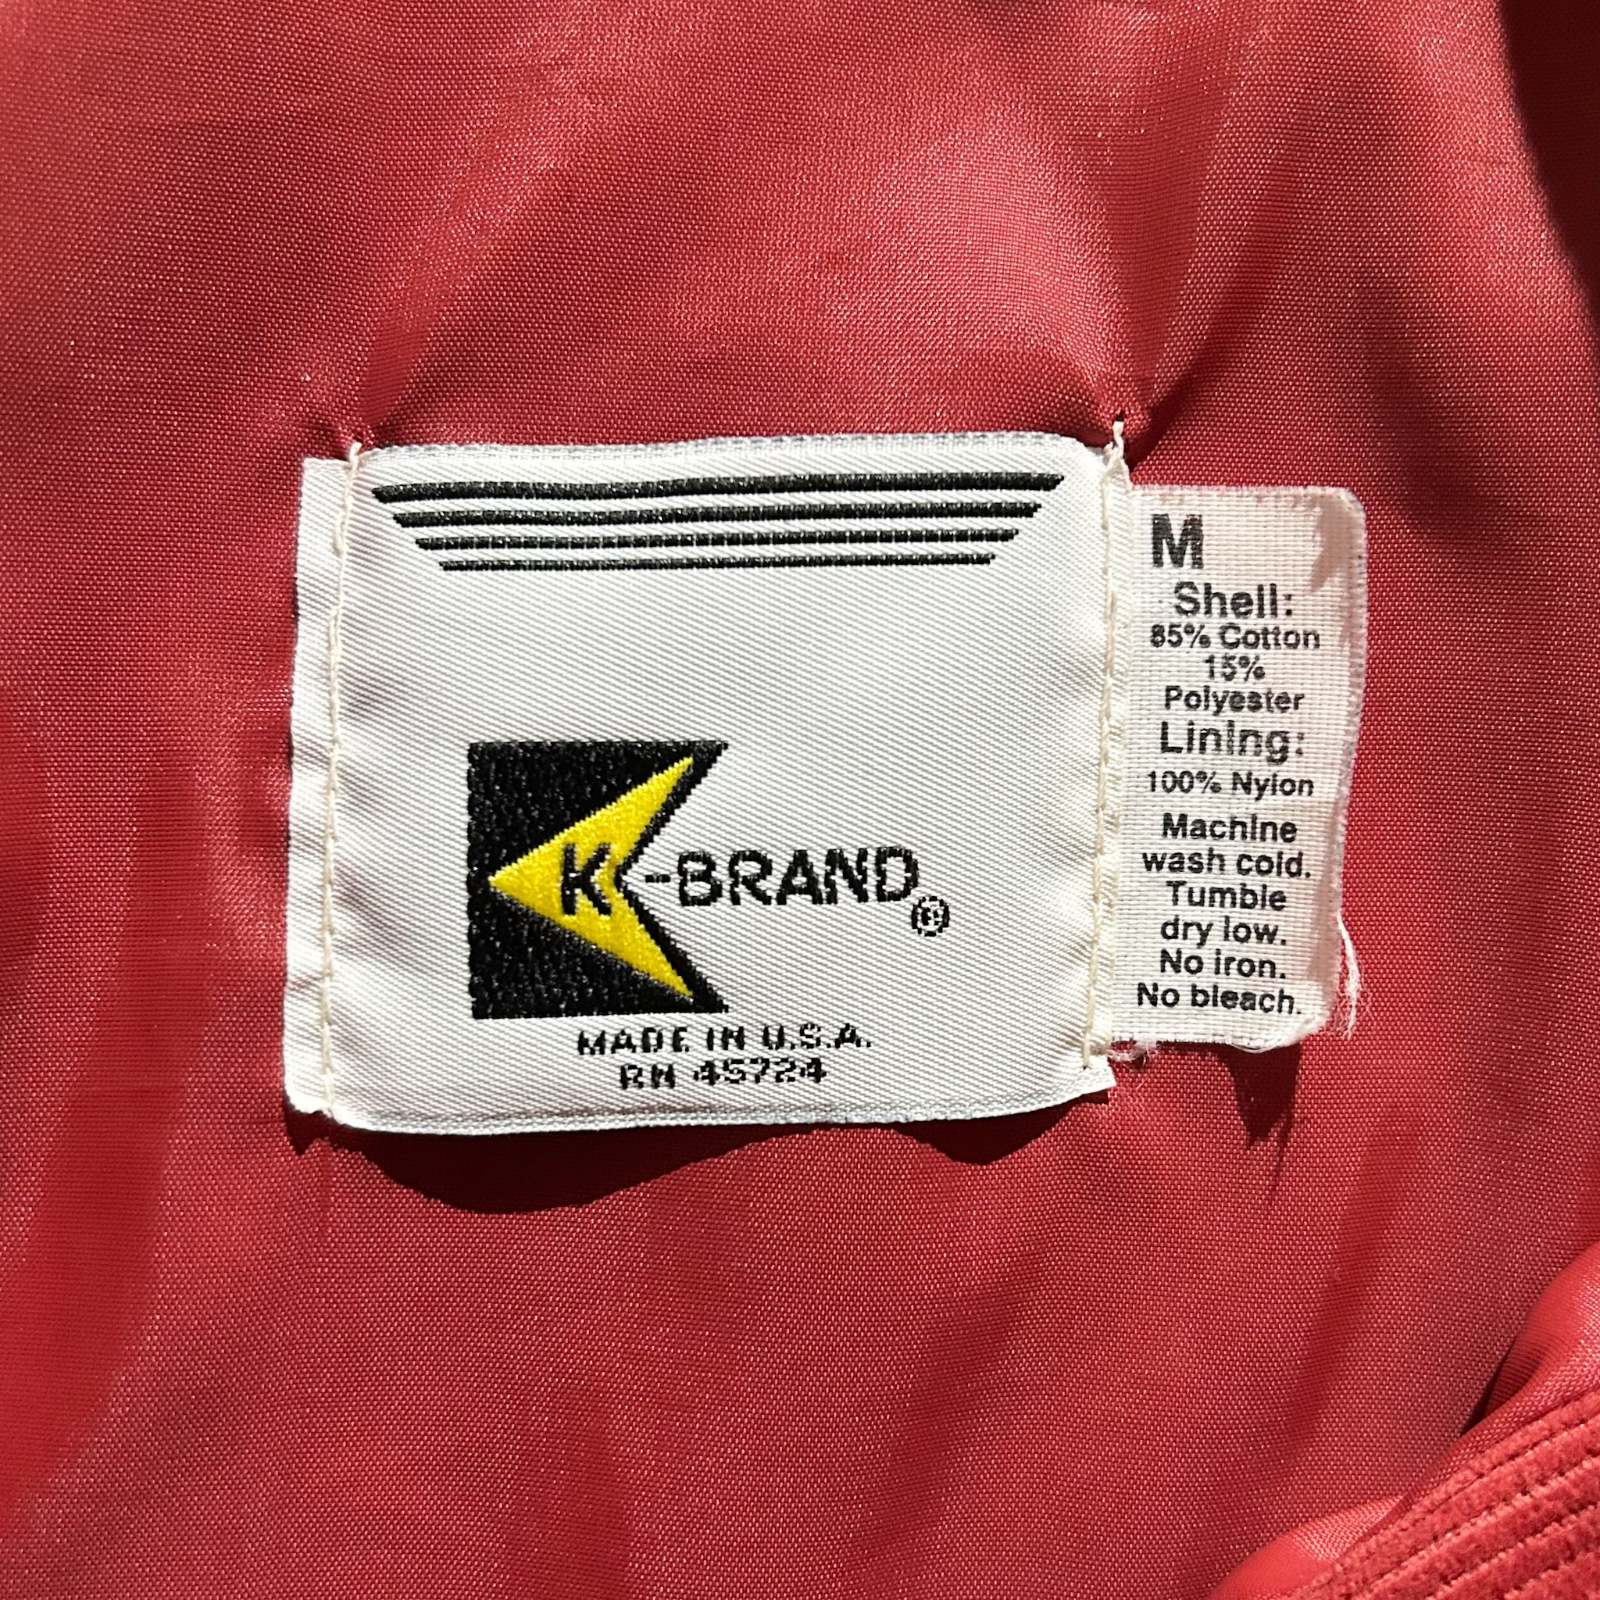 K-BRAND®
MADE IN U.S.A.
RN 45724
M
Shell:
85% Cotton
15%
Polyester
Lining:
100% Nylon
Machine
wash cold.
Tumble
dry low.
No iron.
No bleach.